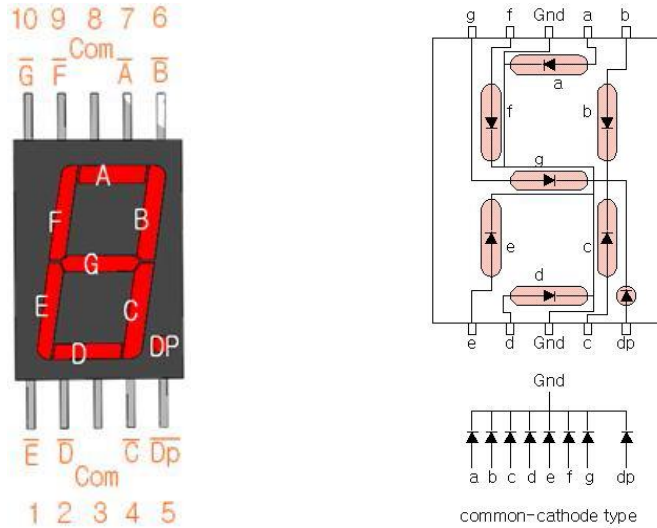 10 9 8 7 6
Com
G̅ F̅ A̅ B̅
A
F B
G
E C
D DP
E̅ D̅ C̅ D̅p̅
Com
1 2 3 4 5
g f Gnd a b
a
f b
g
e c
d
e d Gnd c dp
Gnd
a b c d e f g dp
common-cathode type